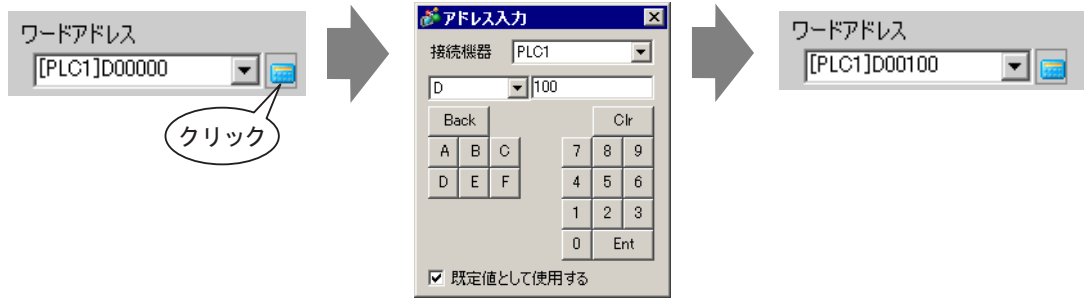 ワードアドレス
[PLC1]D00000
クリック
アドレス入力
接続機器 PLC1
D 100
Back Clr
A B C 7 8 9
D E F 4 5 6
1 2 3
0 Ent
既定値として使用する
ワードアドレス
[PLC1]D00100